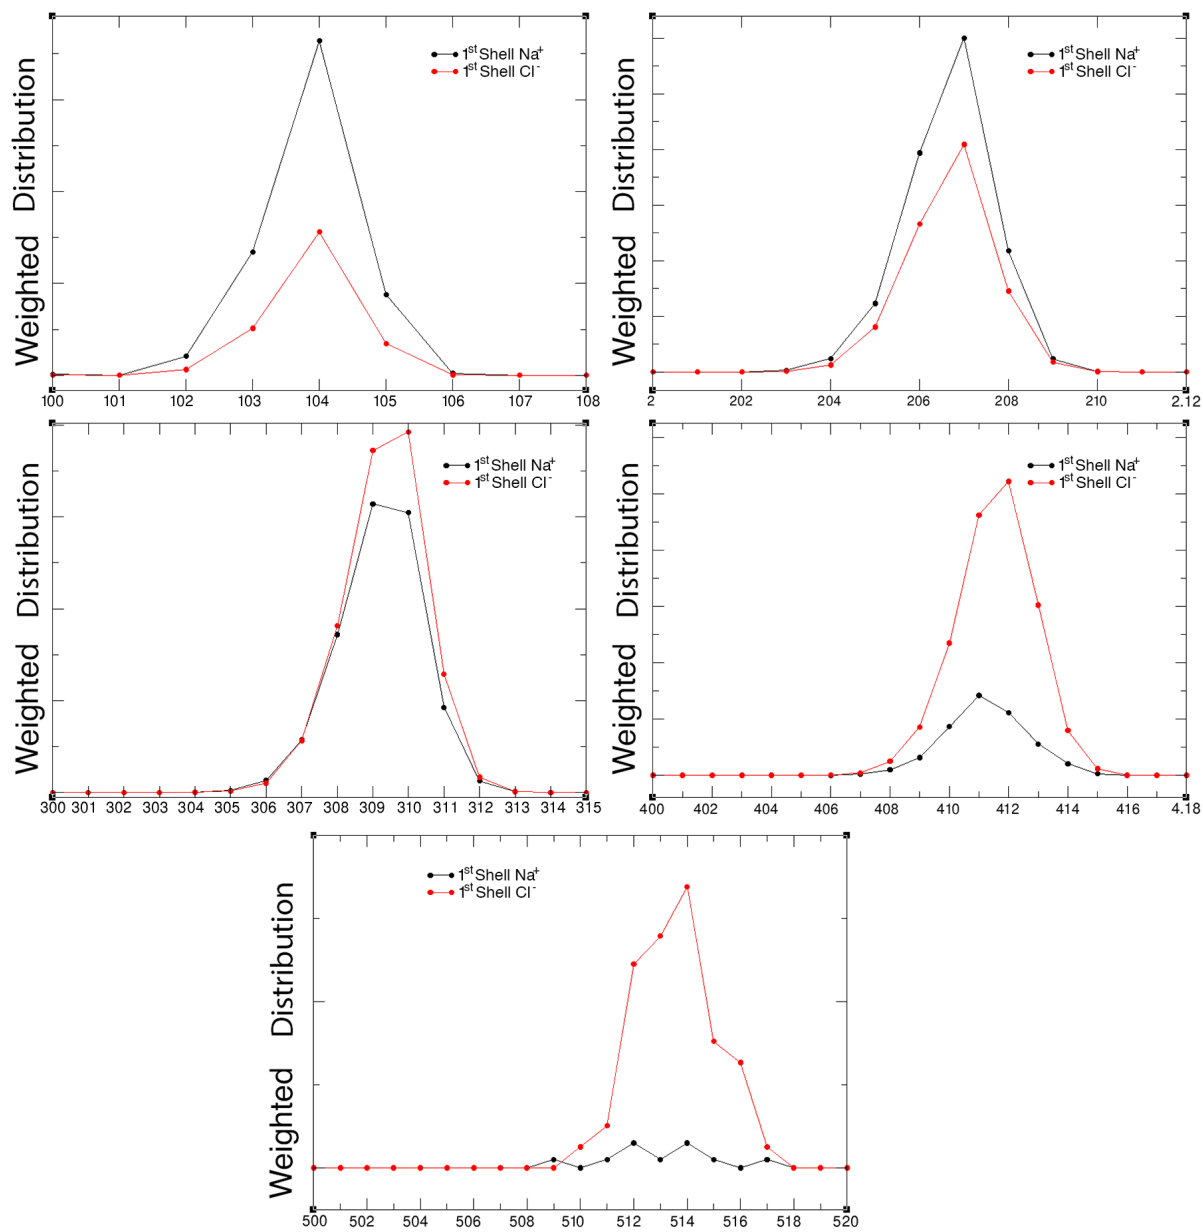 Weighted Distribution
1st Shell Na+
1st Shell Cl-
100 101 102 103 104 105 106 107 108
Weighted Distribution
1st Shell Na+
1st Shell Cl-
2 202 204 206 208 210 2.12
Weighted Distribution
1st Shell Na+
1st Shell Cl-
300 301 302 303 304 305 306 307 308 309 310 311 312 313 314 315
Weighted Distribution
1st Shell Na+
1st Shell Cl-
400 402 404 406 408 410 412 414 416 4.18
Weighted Distribution
1st Shell Na+
1st Shell Cl-
500 502 504 506 508 510 512 514 516 518 520